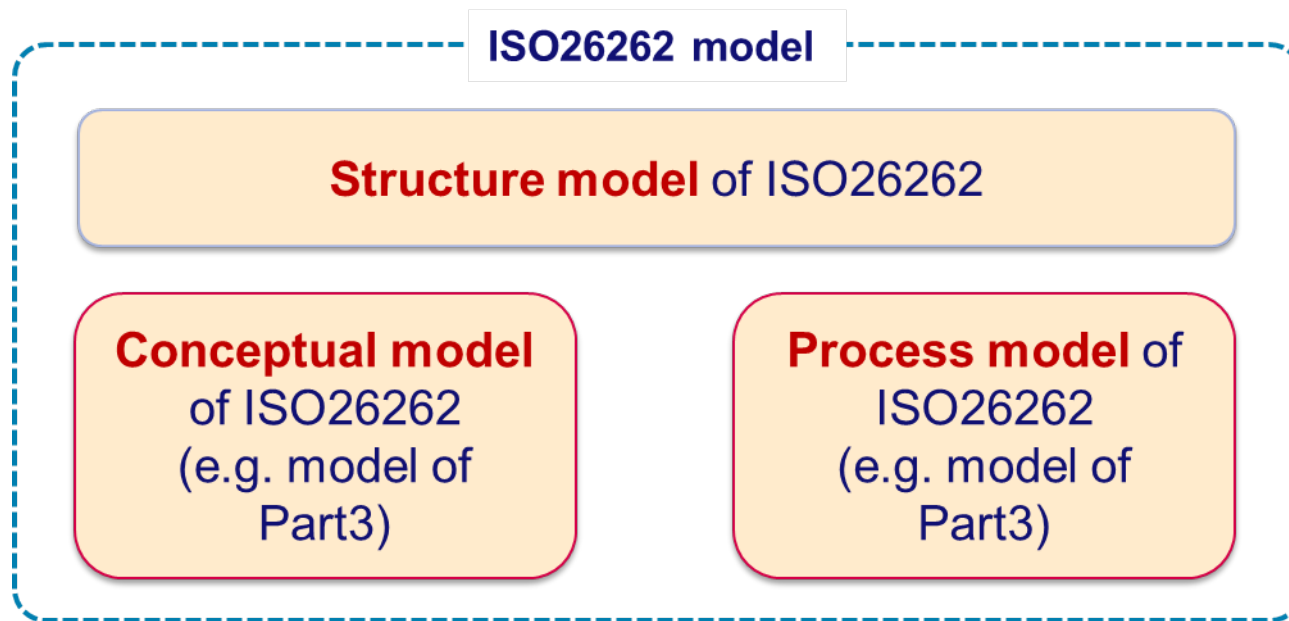 ISO26262 model
Structure model of ISO26262
Conceptual model
of ISO26262
(e.g. model of
Part3)
Process model of
ISO26262
(e.g. model of
Part3)